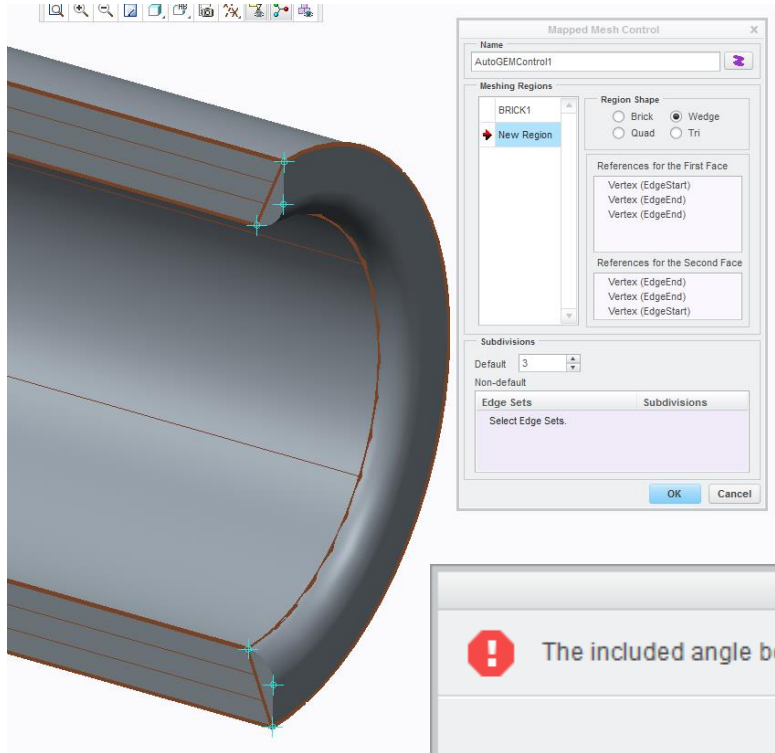 Mapped Mesh Control
Name
AutoGEMControl1
Meshing Regions
BRICK1
New Region
Region Shape
Brick Wedge
Quad Tri
References for the First Face
Vertex (EdgeStart)
Vertex (EdgeEnd)
Vertex (EdgeEnd)
References for the Second Face
Vertex (EdgeEnd)
Vertex (EdgeEnd)
Vertex (EdgeStart)
Subdivisions
Default 3
Non-default
Edge Sets Subdivisions
Select Edge Sets.
OK Cancel
The included angle